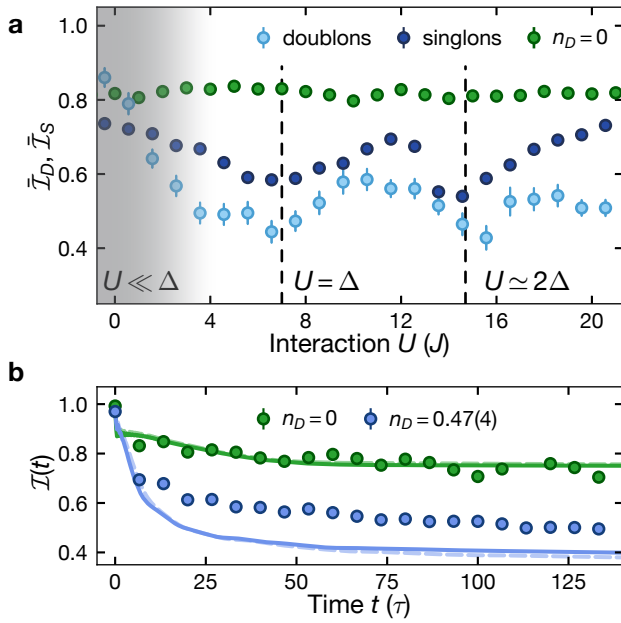 a
doublons singlons n_D = 0
1.0
0.8
0.6
0.4
Ī_D, Ī_S
U ≪ Δ U = Δ U ≃ 2Δ
0 4 8 12 16 20
Interaction U (J)
b
n_D = 0 n_D = 0.47(4)
1.0
0.8
0.6
0.4
I(t)
0 25 50 75 100 125
Time t (τ)